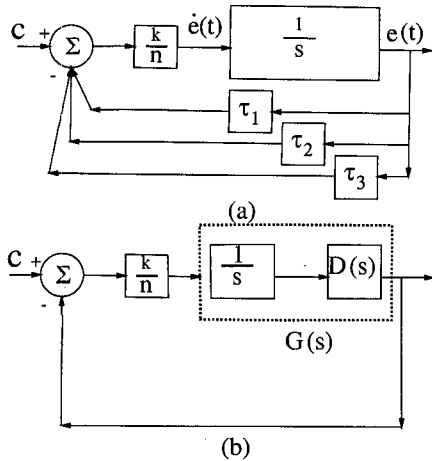 C + Σ - k/n ė(t) 1/s e(t)
τ1
τ2
τ3
(a)
C + Σ - k/n 1/s D(s)
G(s)
(b)